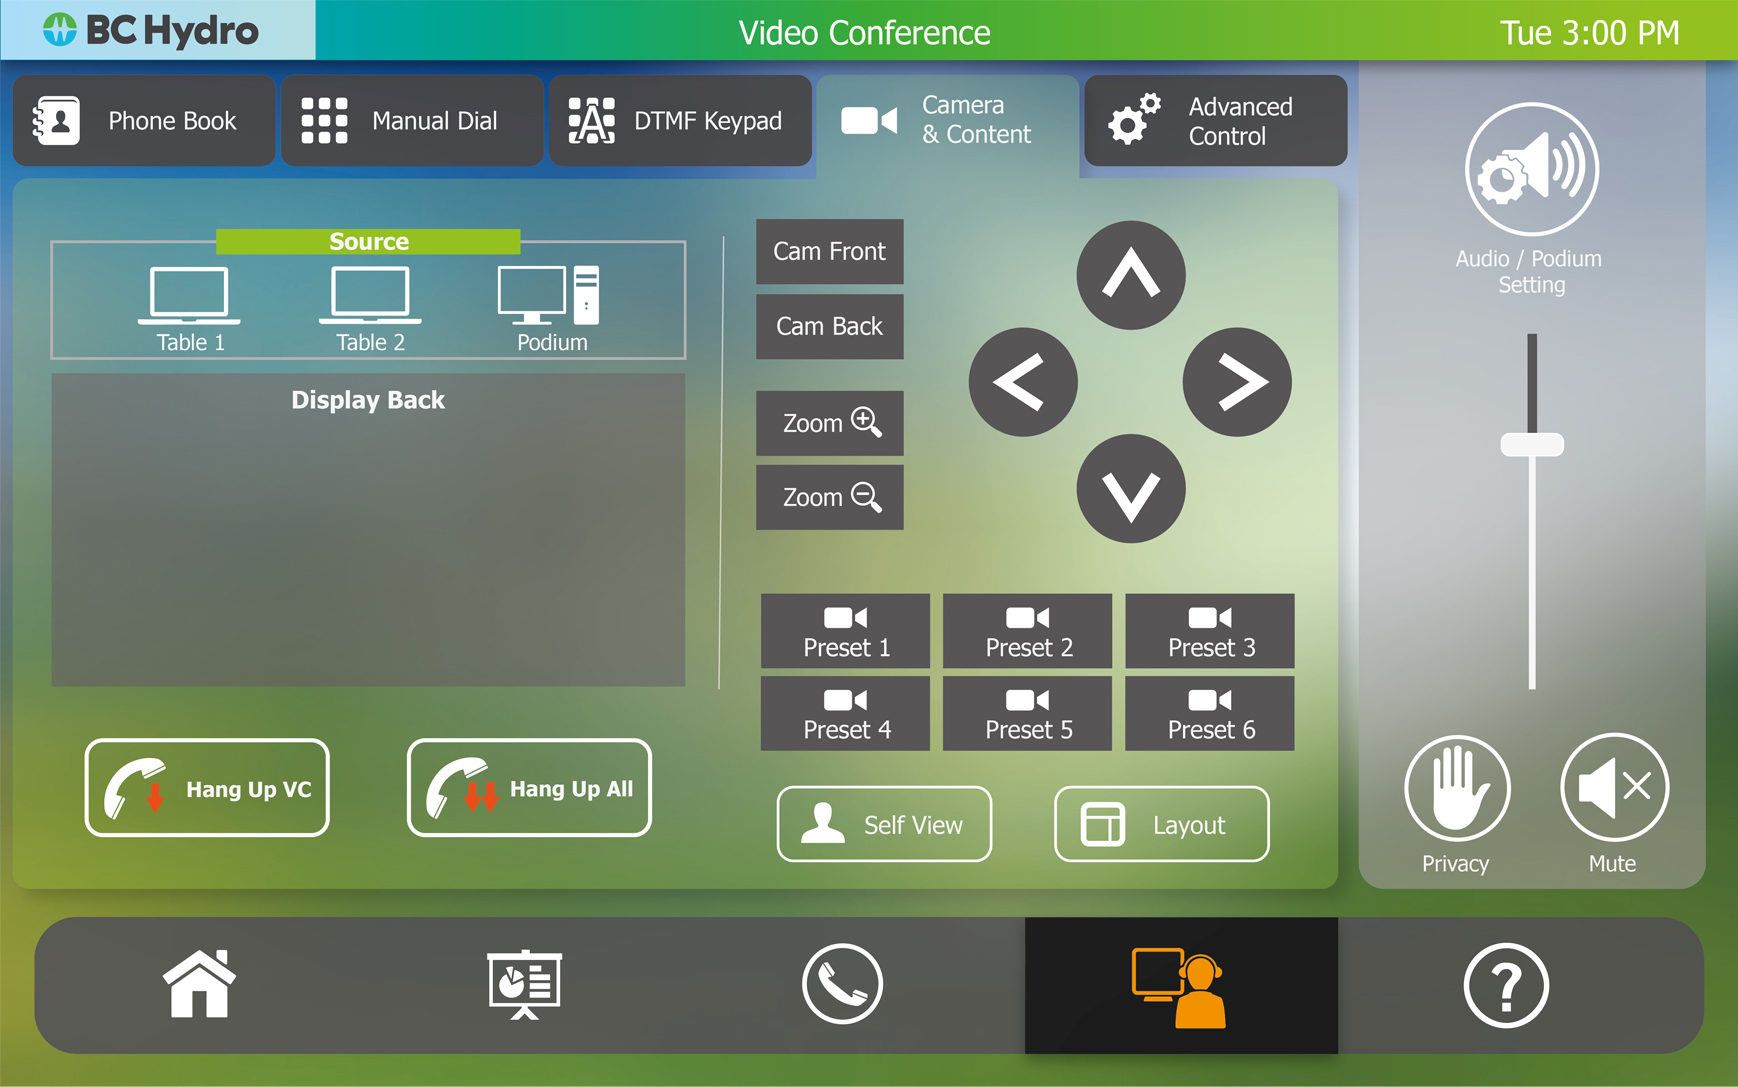 BC Hydro
Video Conference
Tue 3:00 PM
Phone Book
Manual Dial
DTMF Keypad
Camera
& Content
Advanced
Control
Source
Table 1
Table 2
Podium
Display Back
Hang Up VC
Hang Up All
Cam Front
Cam Back
Zoom
Zoom
Preset 1
Preset 2
Preset 3
Preset 4
Preset 5
Preset 6
Self View
Layout
Audio / Podium
Setting
Privacy
Mute